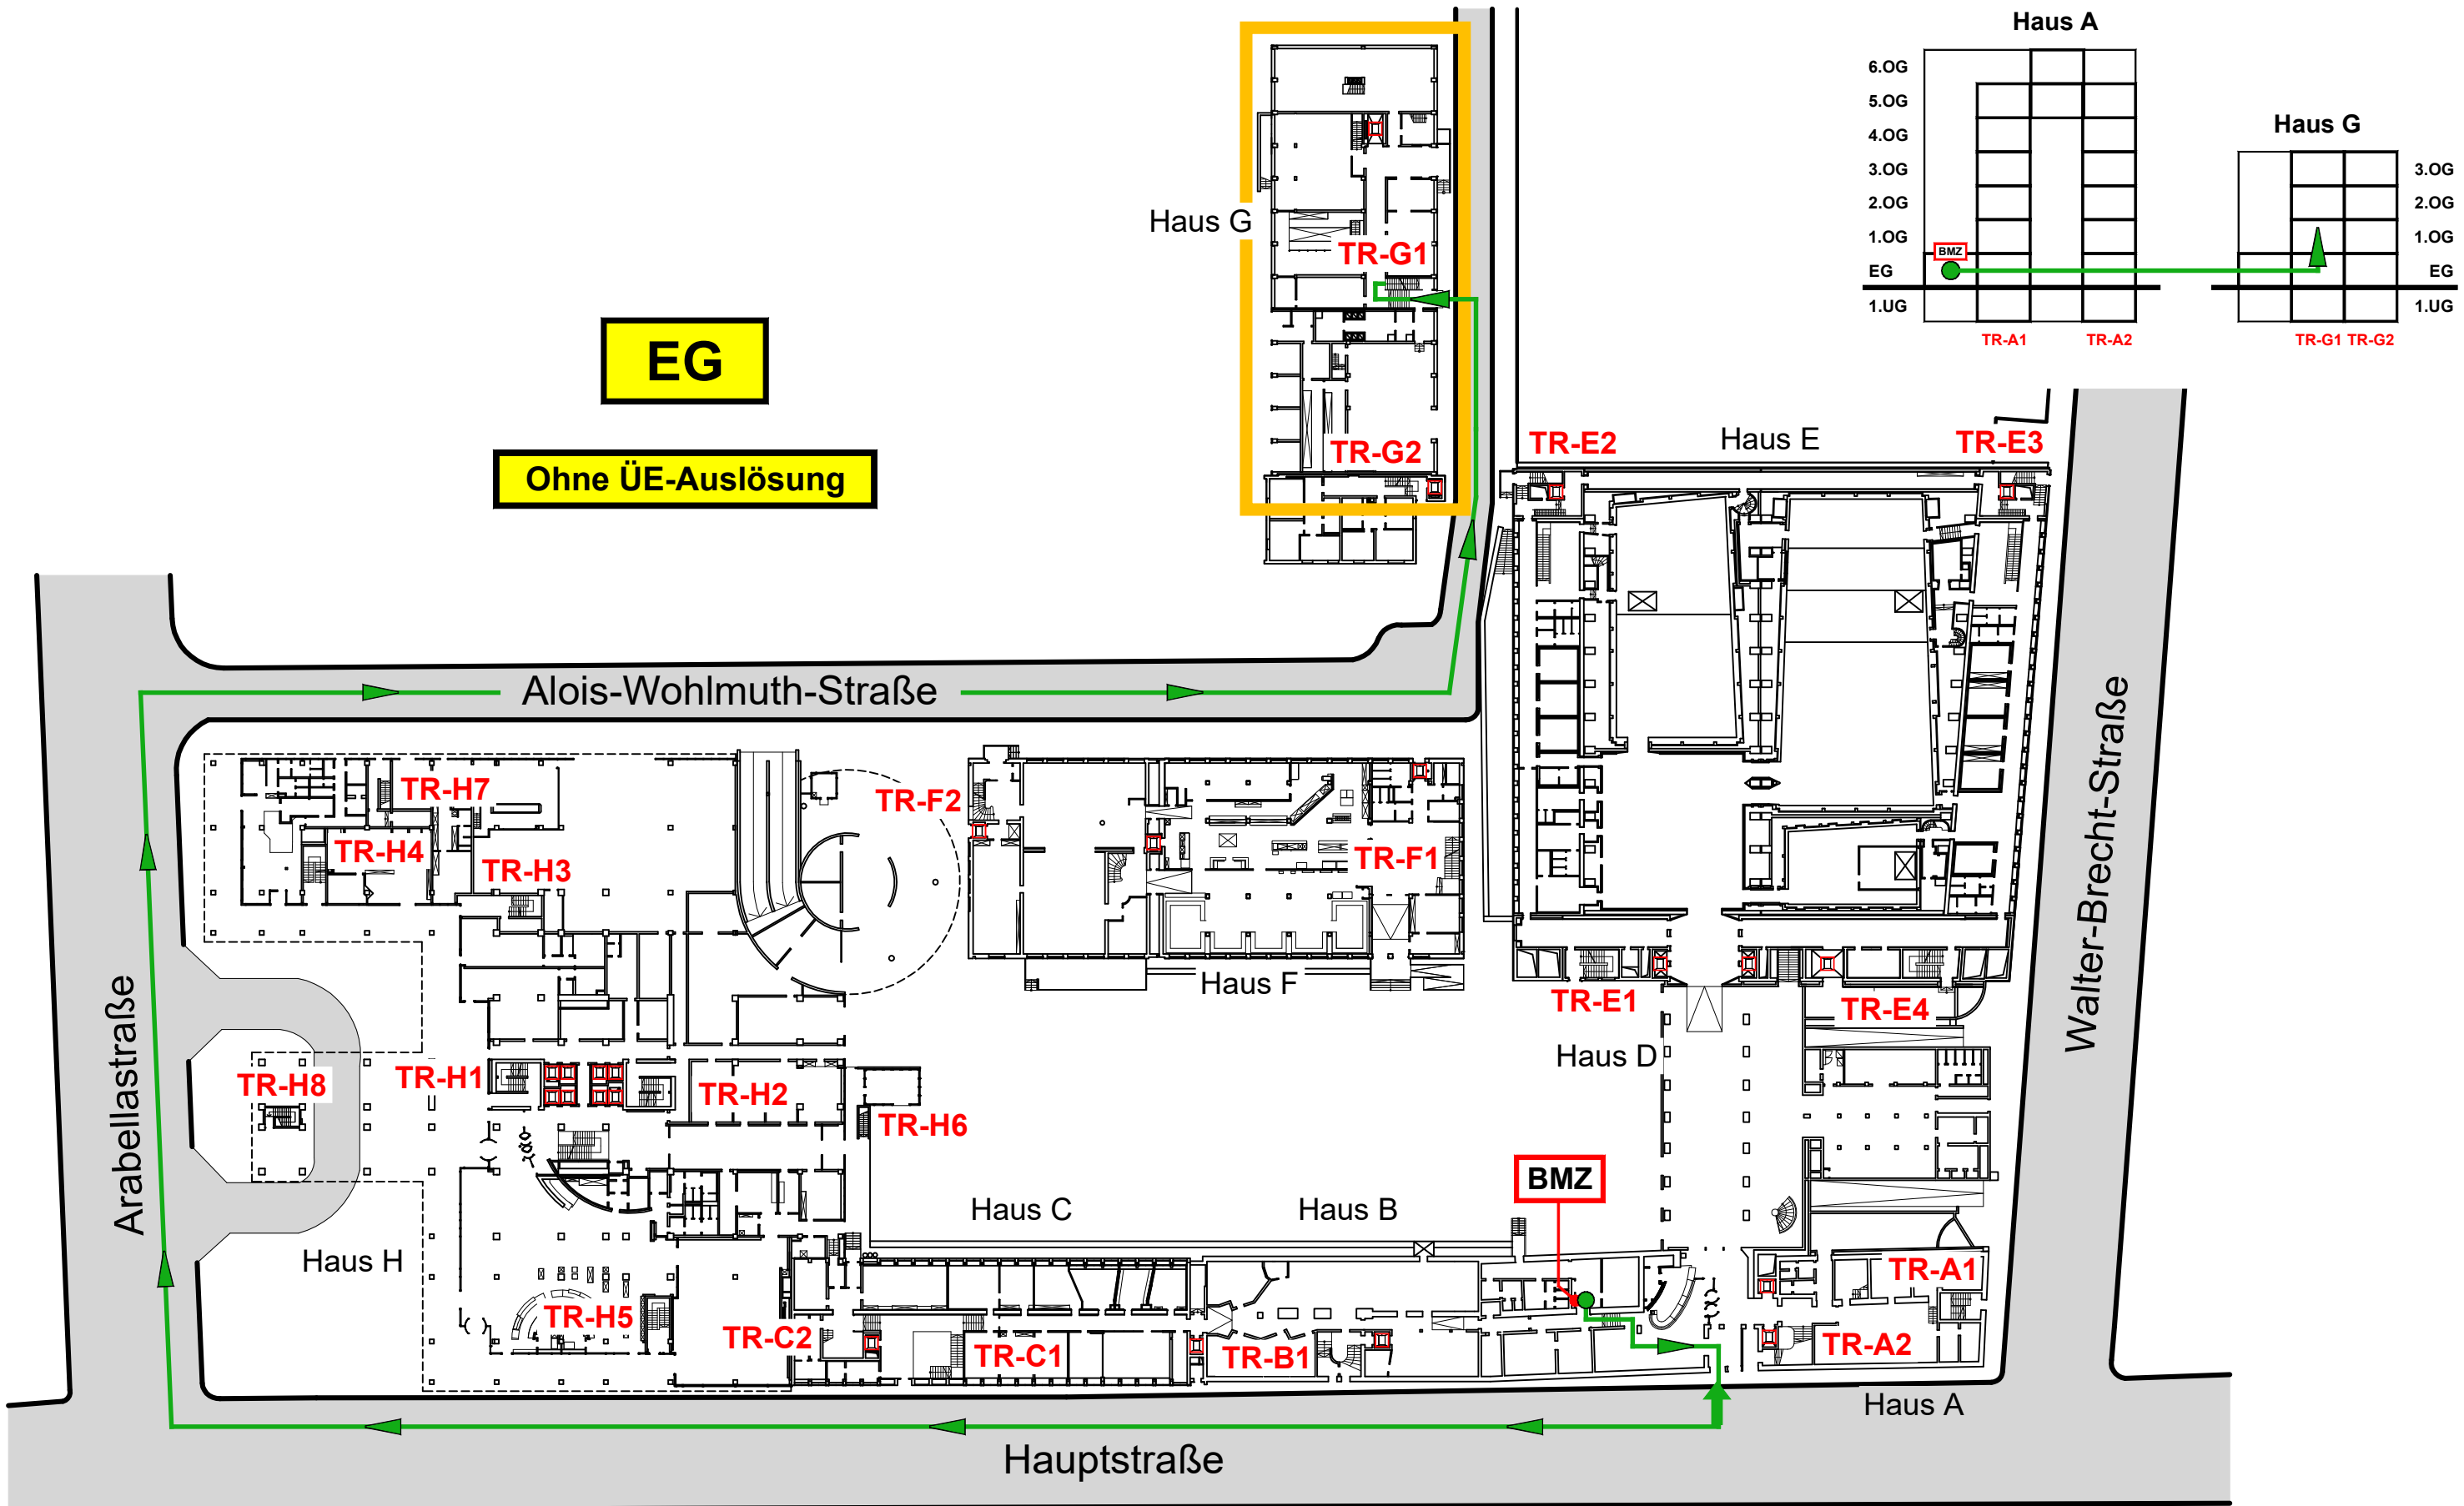 Haus A
6.OG
5.OG
4.OG
3.OG
2.OG
1.OG
EG
1.UG
BMZ
TR-A1
TR-A2
Haus G
3.OG
2.OG
1.OG
EG
1.UG
TR-G1 TR-G2
Haus G
TR-G1
TR-G2
EG
Ohne ÜE-Auslösung
TR-E2
Haus E
TR-E3
Alois-Wohlmuth-Straße
Walter-Brecht-Straße
TR-H7
TR-F2
TR-H4
TR-H3
TR-F1
Haus F
TR-E1
TR-E4
Haus D
Arabellastraße
TR-H8
TR-H1
TR-H2
TR-H6
BMZ
Haus C
Haus B
Haus H
TR-A1
TR-H5
TR-C2
TR-C1
TR-B1
TR-A2
Haus A
Hauptstraße